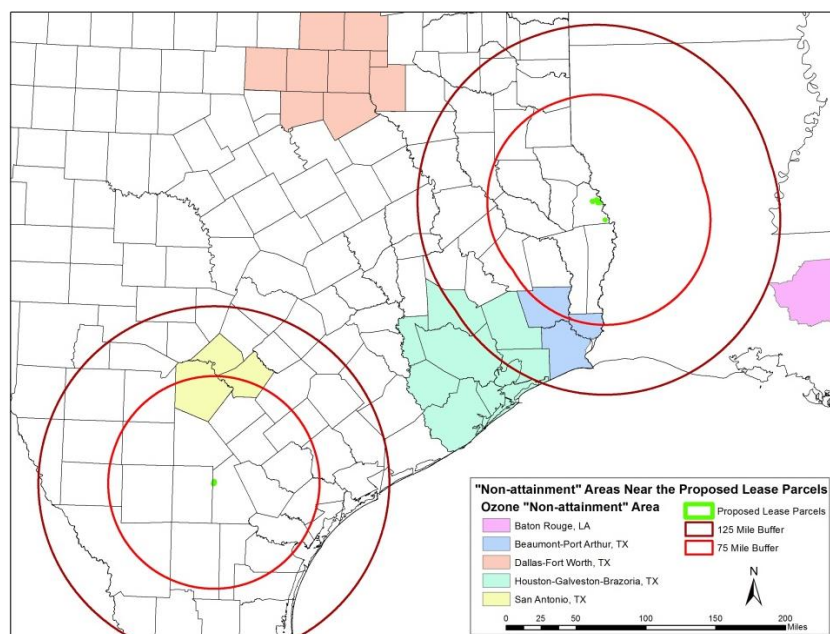 "Non-attainment" Areas Near the Proposed Lease Parcels
Ozone "Non-attainment" Area
Baton Rouge, LA
Beaumont-Port Arthur, TX
Dallas-Fort Worth, TX
Houston-Galveston-Brazoria, TX
San Antonio, TX
Proposed Lease Parcels
125 Mile Buffer
75 Mile Buffer
N
0 25 50 100 150 200
Miles